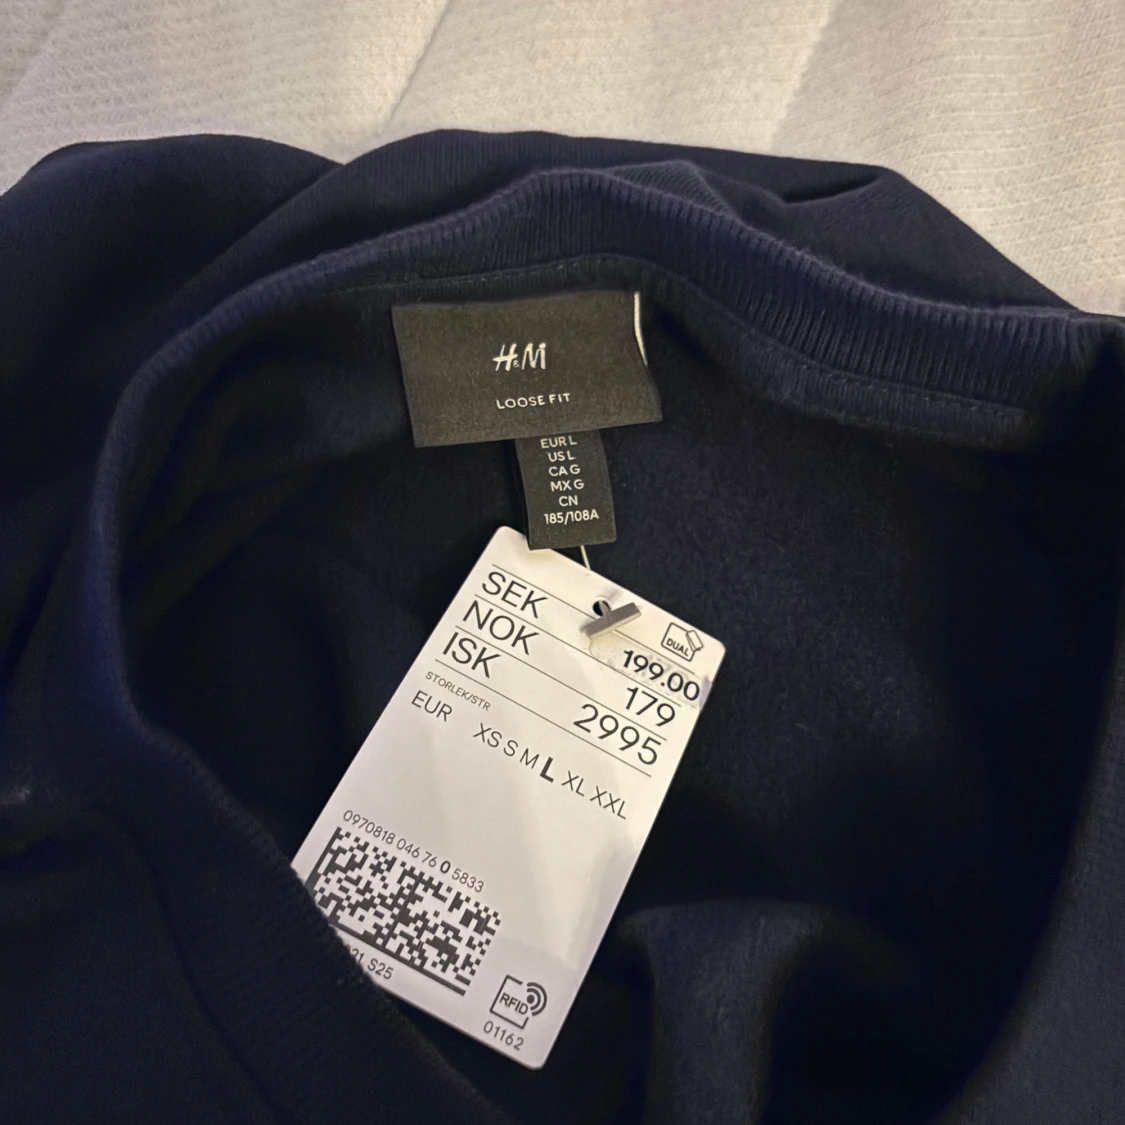 H&M
LOOSE FIT
EUR L
US L
CA G
MX G
CN
185/108A
DUAL
SEK 199.00
NOK 179
ISK 2995
STORLEK/STR
EUR XS S M L XL XXL
0970818 046 76 0 5833
S25
RFID
01162